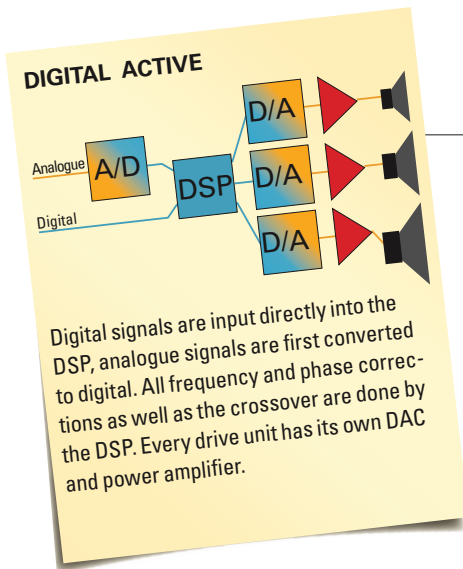 DIGITAL ACTIVE
D/A
Analogue
A/D
DSP
D/A
Digital
D/A
Digital signals are input directly into the
DSP, analogue signals are first converted
to digital. All frequency and phase correc-
tions as well as the crossover are done by
the DSP. Every drive unit has its own DAC
and power amplifier.